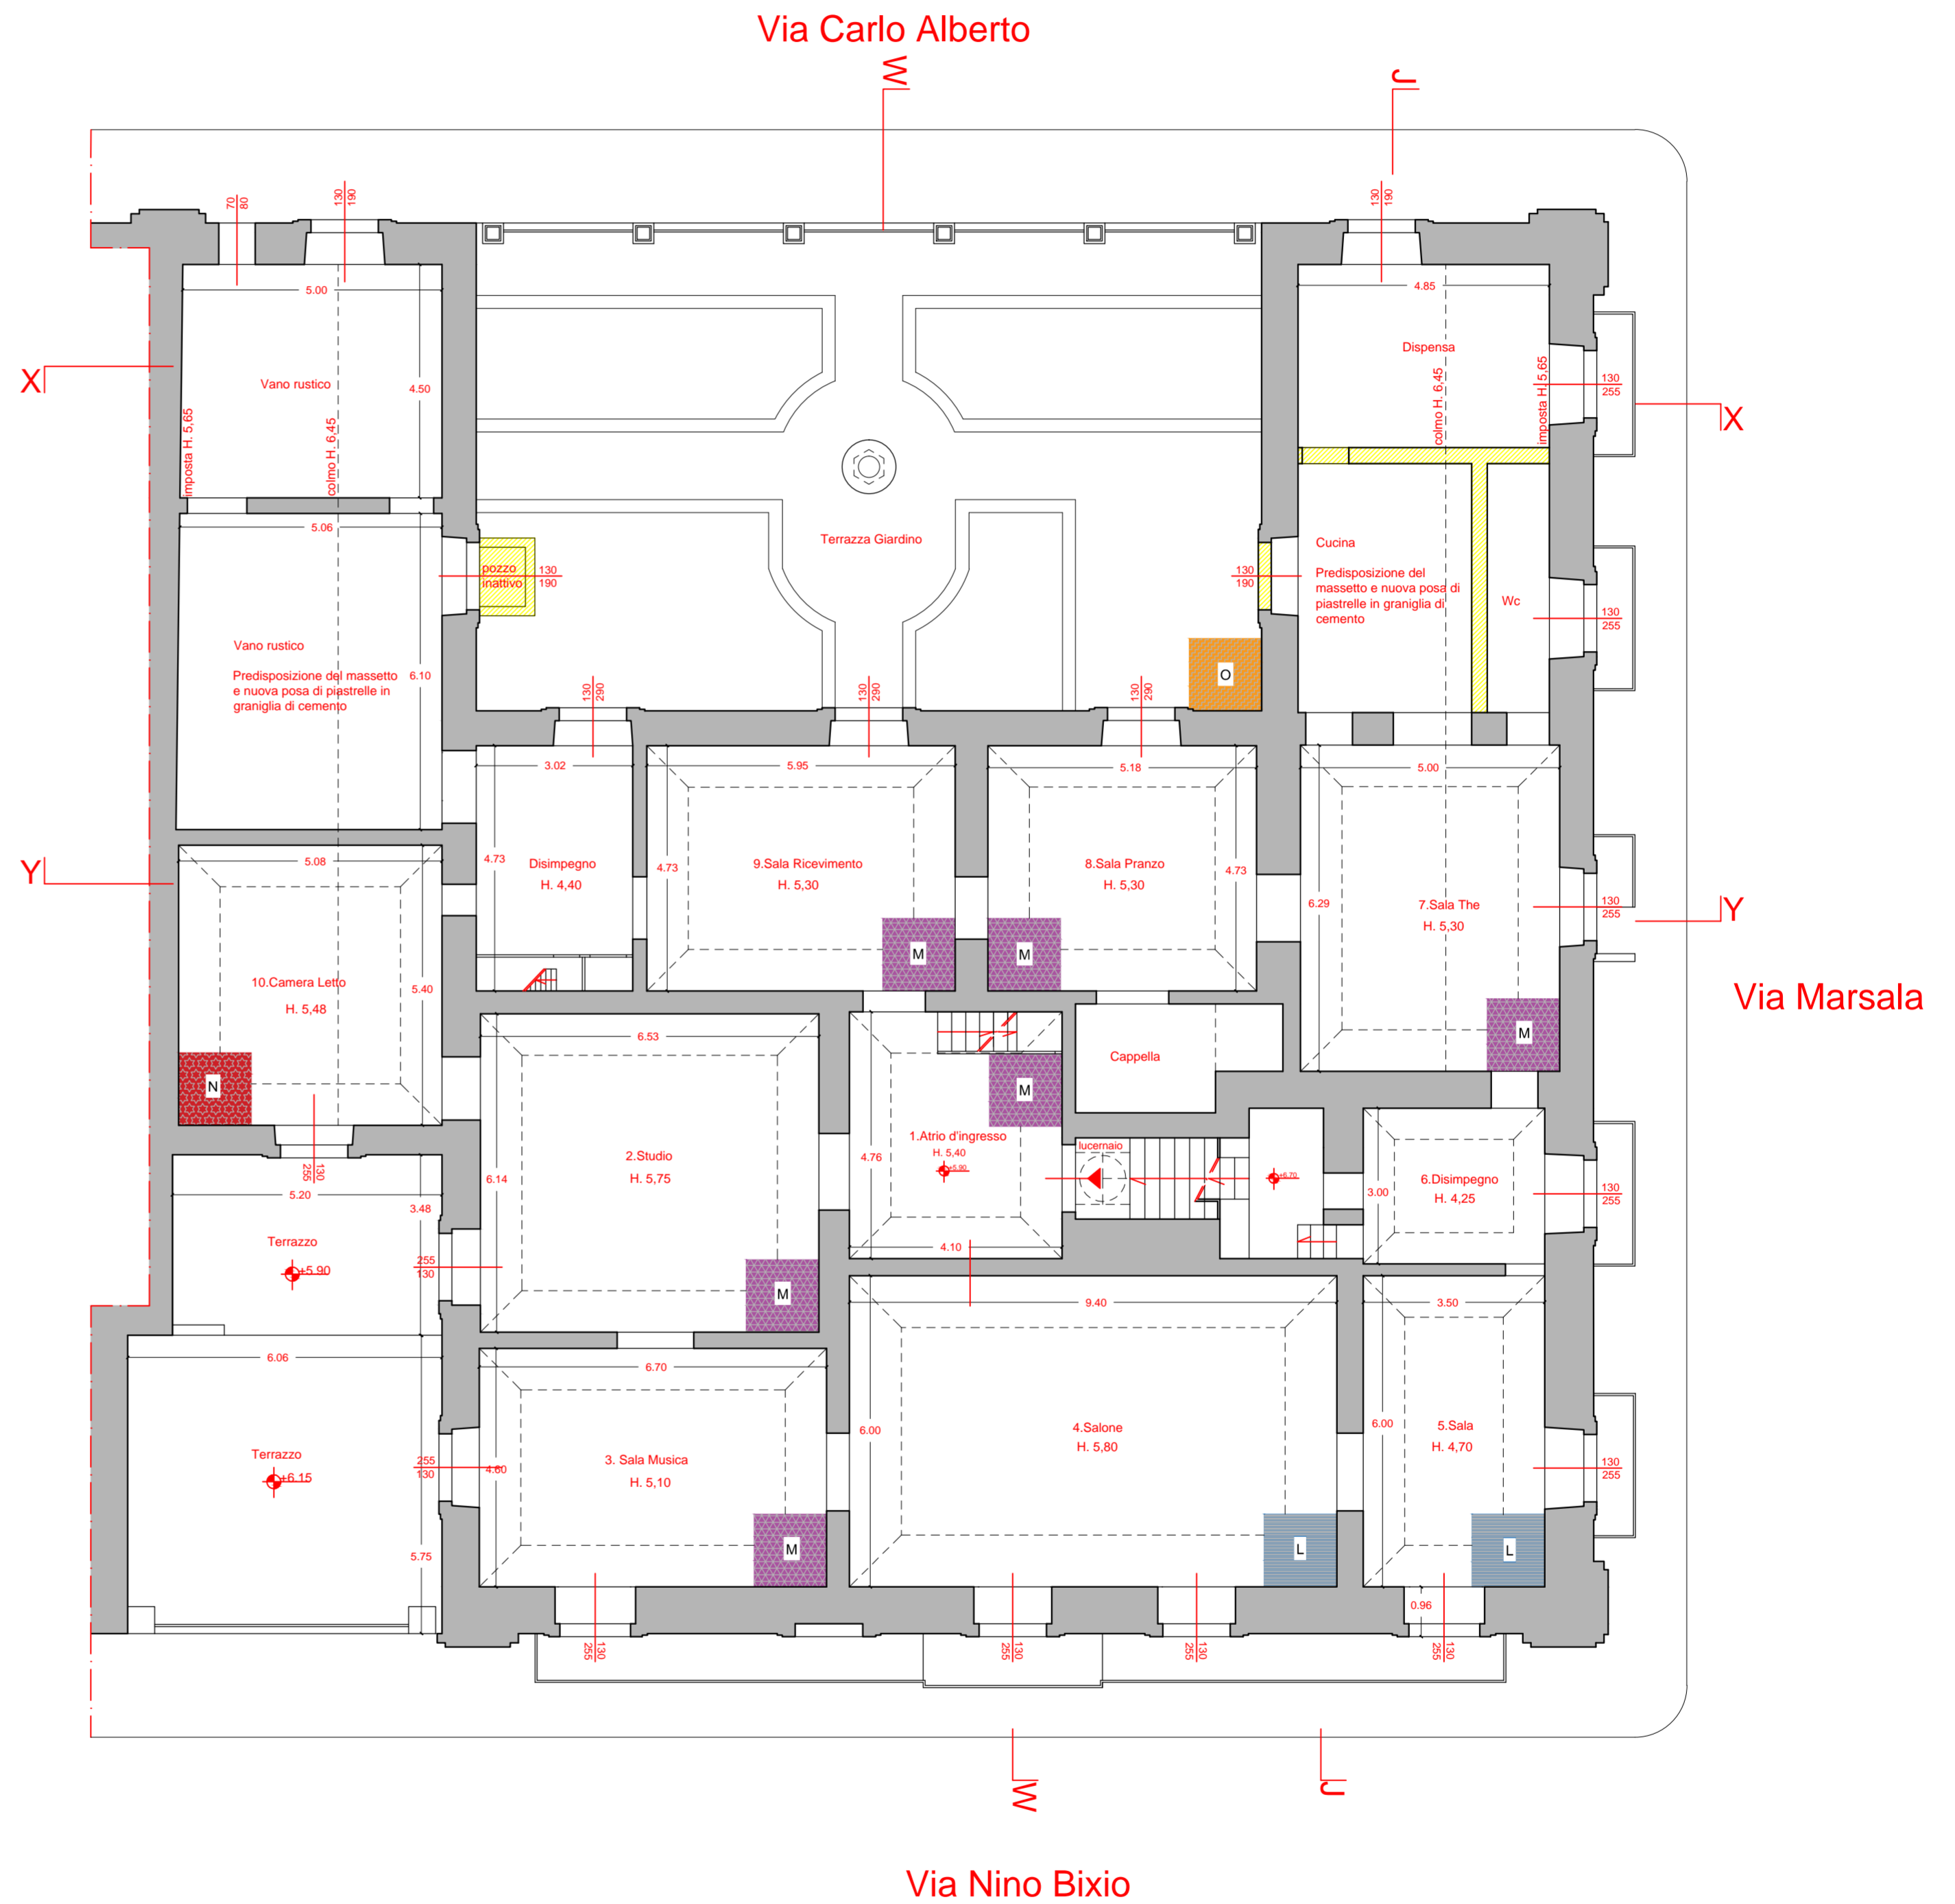 Via Carlo Alberto
W
J
130
190
70
80
130
190
5.00
4.85
Dispensa
X
Vano rustico
4.50
130
255
X
imposta H. 5,65
colmo H. 6,45
colmo H. 6,45
imposta H. 5,65
5.06
Terrazza Giardino
Cucina
pozzo
inattivo
130
190
130
190
Predisposizione del
massetto e nuova posa di
piastrelle in graniglia di
cemento
Wc
130
255
Vano rustico
Predisposizione del massetto
e nuova posa di piastrelle in
graniglia di cemento
6.10
O
130
290
130
290
130
290
3.02
5.95
5.18
5.00
Y
5.08
4.73
Disimpegno
H. 4,40
4.73
9.Sala Ricevimento
H. 5,30
8.Sala Pranzo
H. 5,30
4.73
6.29
7.Sala The
H. 5,30
130
255
Y
M
M
10.Camera Letto
H. 5,48
5.40
Via Marsala
6.53
M
Cappella
N
M
1.Atrio d'ingresso
H. 5,40
+5.90
4.76
lucernaio
2.Studio
H. 5,75
6.14
130
255
5.20
3.48
+6.70
3.00
6.Disimpegno
H. 4,25
130
255
Terrazzo
+5.90
4.10
255
130
M
9.40
3.50
6.06
6.70
6.00
4.Salone
H. 5,80
6.00
5.Sala
H. 4,70
Terrazzo
+6.15
255
130
4.60
3. Sala Musica
H. 5,10
130
255
5.75
M
L
L
0.96
130
255
130
255
130
255
130
255
W
J
Via Nino Bixio